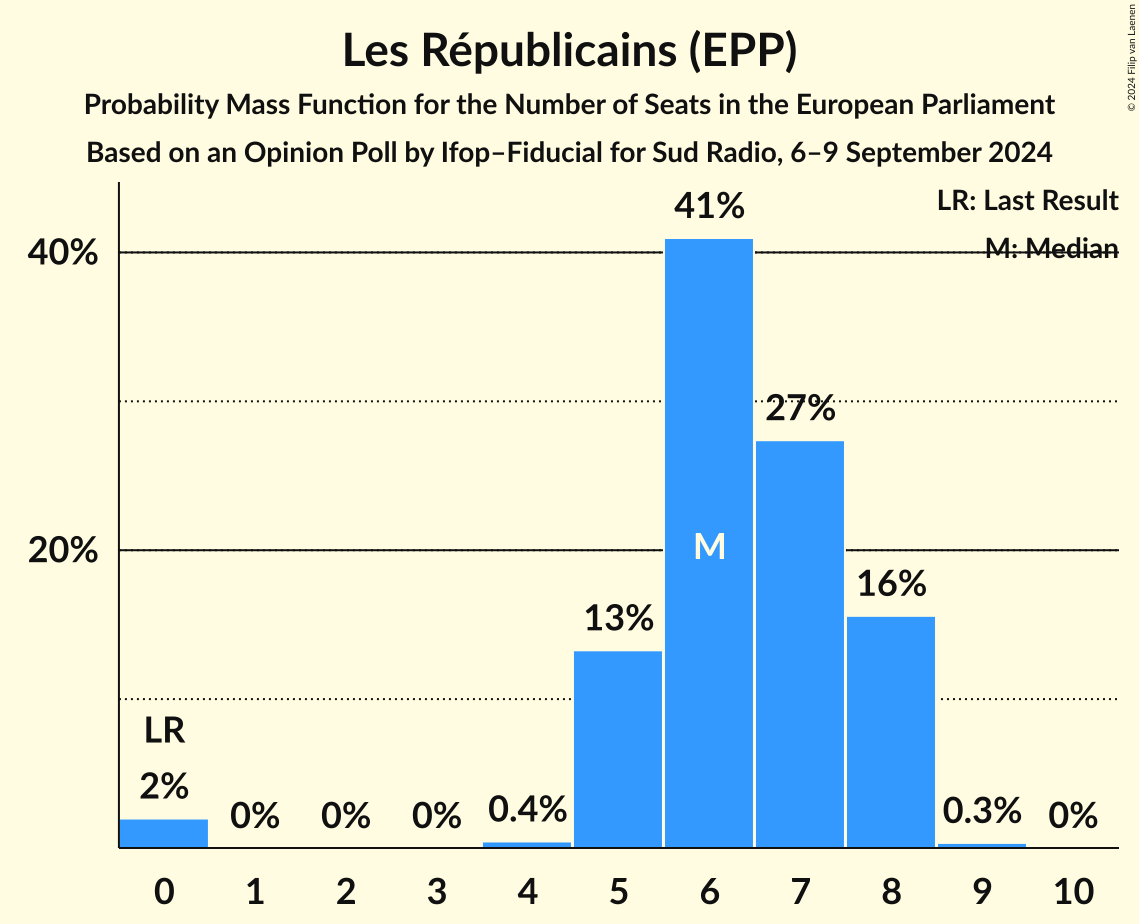 Les Républicains (EPP)
Probability Mass Function for the Number of Seats in the European Parliament
Based on an Opinion Poll by Ifop–Fiducial for Sud Radio, 6–9 September 2024
© 2024 Filip van Laenen
LR: Last Result
M: Median
41%
40%
27%
20%
M
16%
13%
LR
2%
0%
0%
0%
0.4%
0.3%
0%
0 1 2 3 4 5 6 7 8 9 10